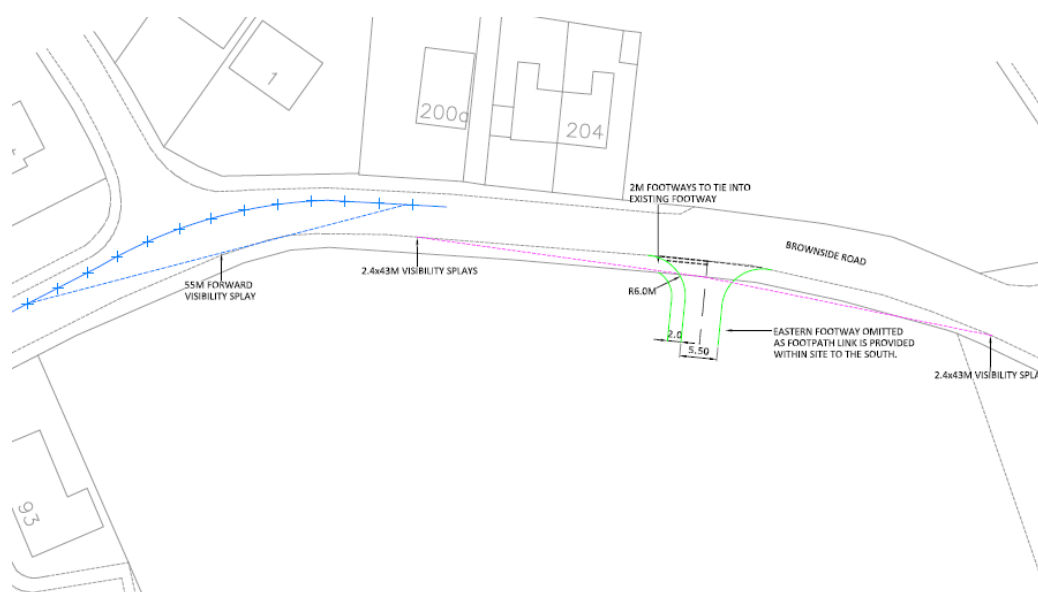 1
200a
204
2M FOOTWAYS TO TIE INTO
EXISTING FOOTWAY
BROWNSIDE ROAD
55M FORWARD
VISIBILITY SPLAY
2.4x43M VISIBILITY SPLAYS
R6.0M
2.0
5.50
EASTERN FOOTWAY OMITTED
AS FOOTPATH LINK IS PROVIDED
WITHIN SITE TO THE SOUTH.
2.4x43M VISIBILITY SPLA
93